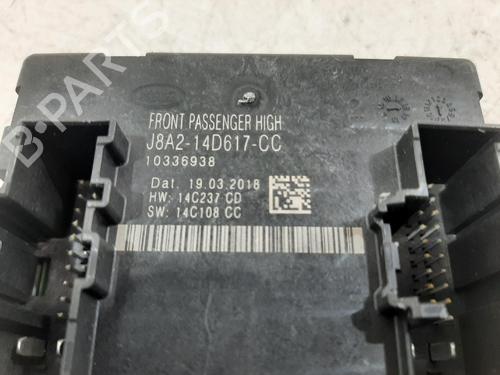 B-PARTS
FRONT PASSENGER HIGH
J8A2-14D617-CC
10336938
Dat. 19.03.2018
HW: 14C237 CD
SW: 14C108 CC